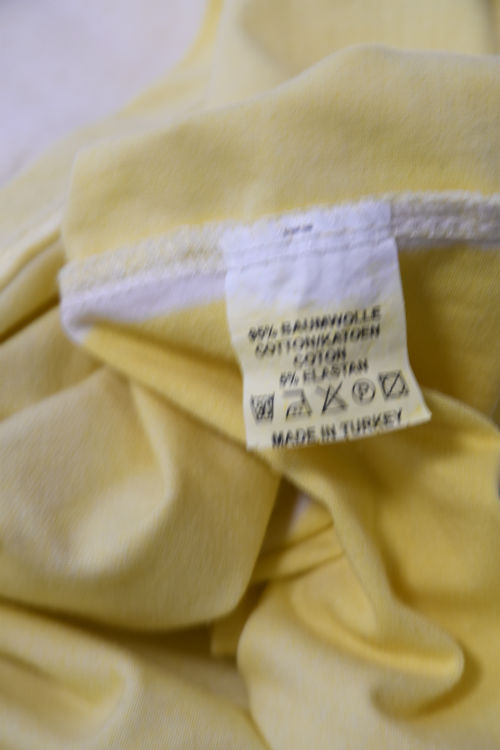 95% BAUMWOLLE
COTTON/KATOEN
COTON
5% ELASTAN
MADE IN TURKEY